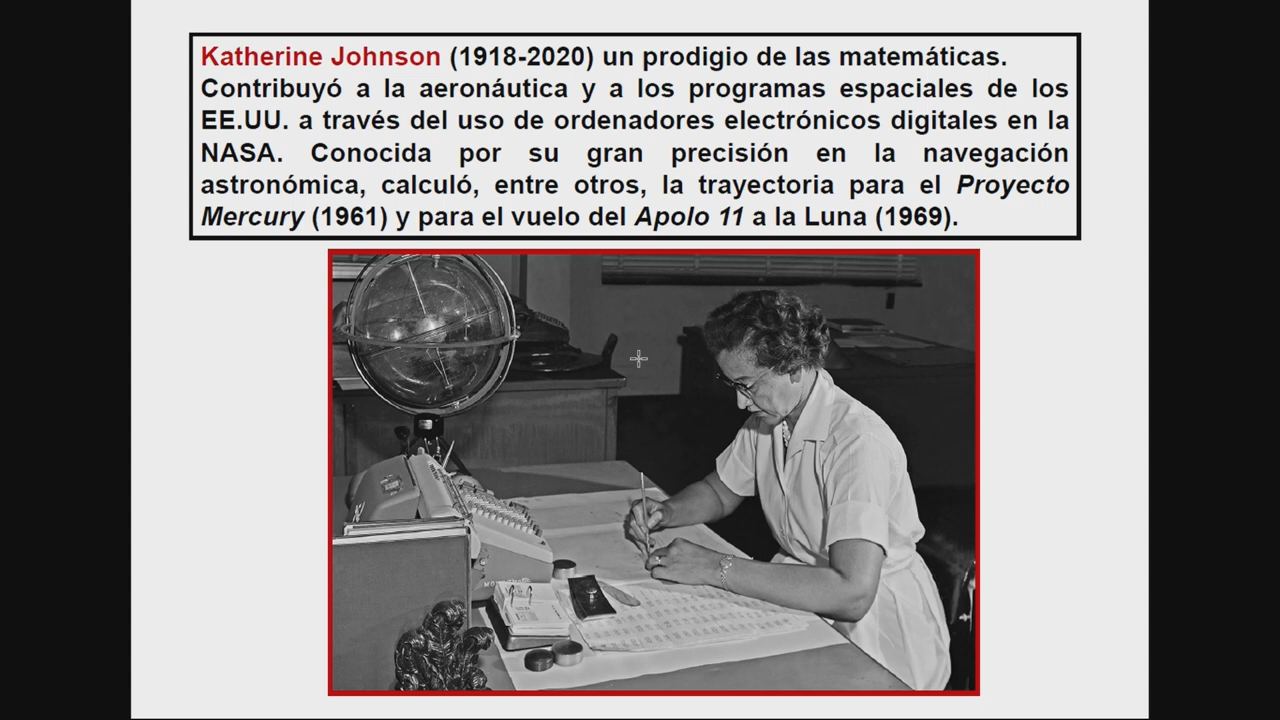 Katherine Johnson (1918-2020) un prodigio de las matemáticas.
Contribuyó a la aeronáutica y a los programas espaciales de los
EE.UU. a través del uso de ordenadores electrónicos digitales en la
NASA. Conocida por su gran precisión en la navegación
astronómica, calculó, entre otros, la trayectoria para el Proyecto
Mercury (1961) y para el vuelo del Apolo 11 a la Luna (1969).